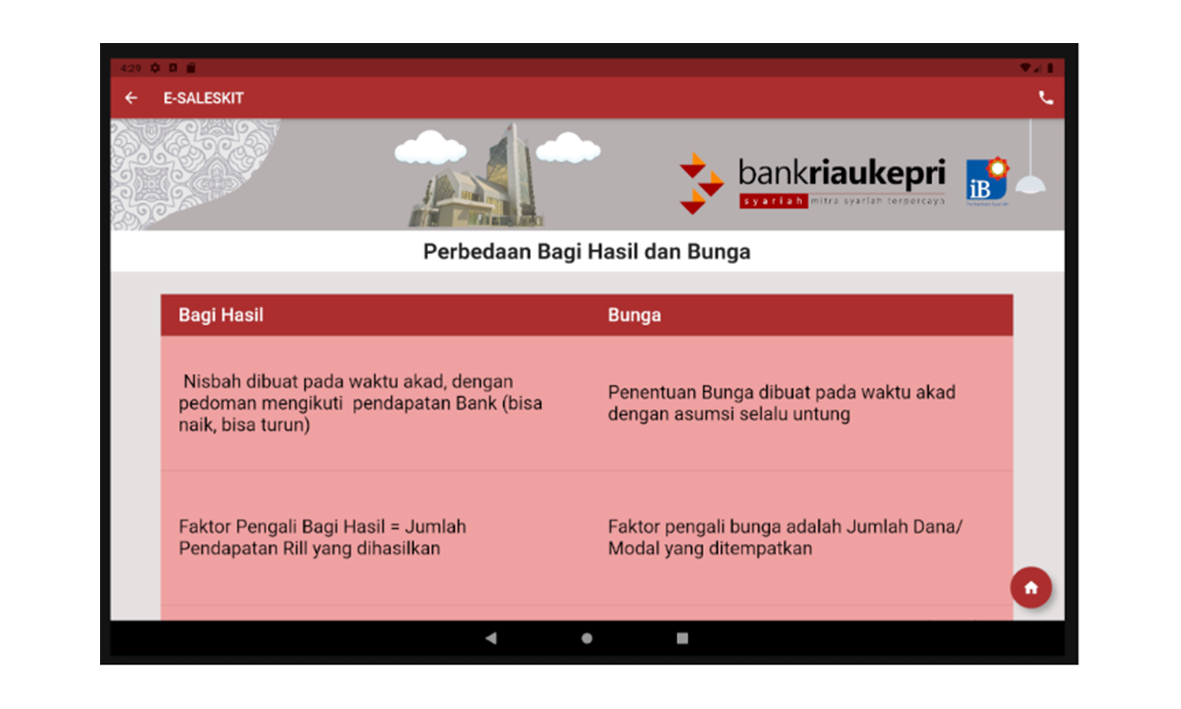 4:29
E-SALESKIT
bankriaukepri
syariah mitra syariah terpercaya
iB
Perbedaan Bagi Hasil dan Bunga
Bagi Hasil
Bunga
Nisbah dibuat pada waktu akad, dengan
pedoman mengikuti pendapatan Bank (bisa
naik, bisa turun)
Penentuan Bunga dibuat pada waktu akad
dengan asumsi selalu untung
Faktor Pengali Bagi Hasil = Jumlah
Pendapatan Rill yang dihasilkan
Faktor pengali bunga adalah Jumlah Dana/
Modal yang ditempatkan